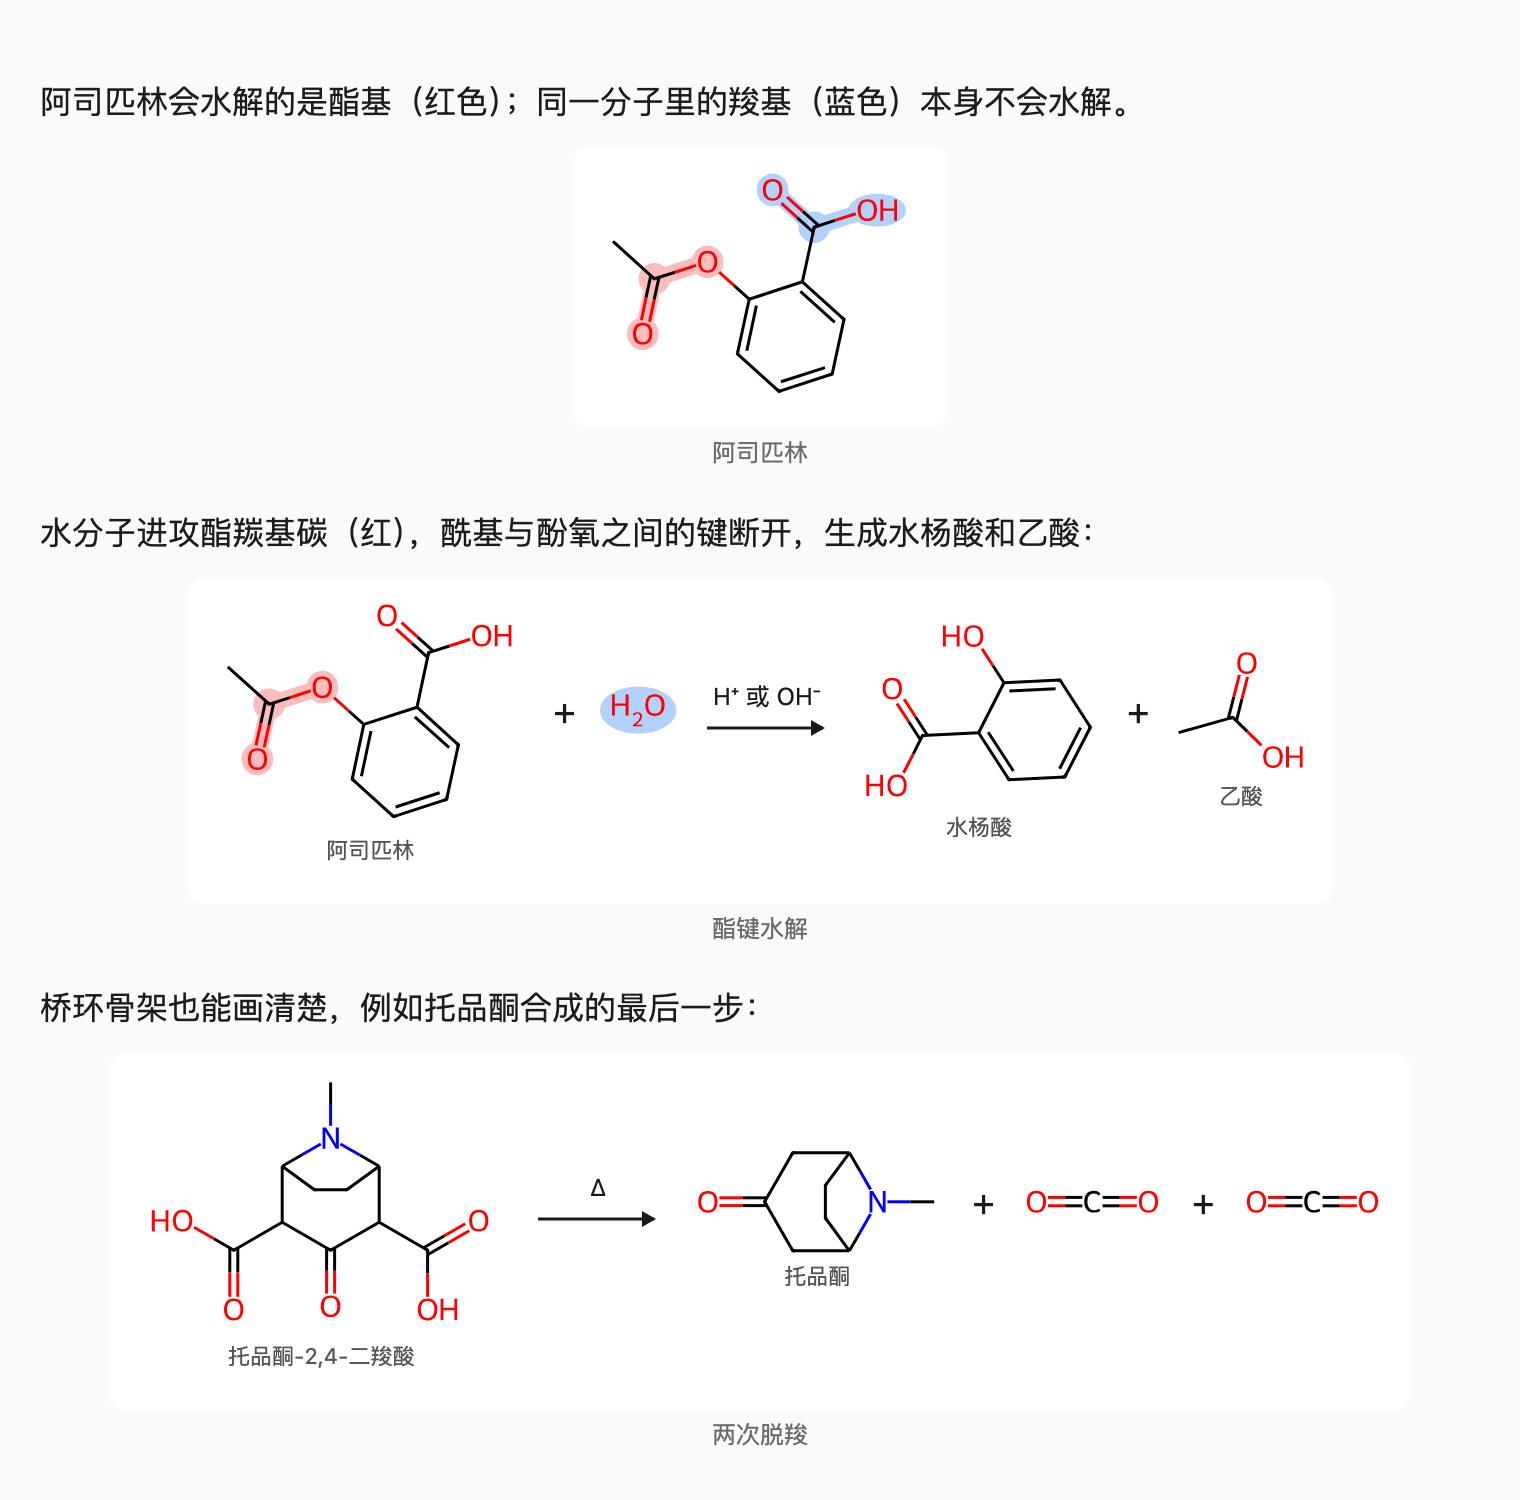 阿司匹林会水解的是酯基（红色）；同一分子里的羧基（蓝色）本身不会水解。
O
OH
O
O
阿司匹林
水分子进攻酯羰基碳（红），酰基与酚氧之间的键断开，生成水杨酸和乙酸：
O
OH
O
O
阿司匹林
+
H₂O
H⁺ 或 OH⁻
HO
O
HO
水杨酸
+
O
OH
乙酸
酯键水解
桥环骨架也能画清楚，例如托品酮合成的最后一步：
N
HO
O
O
O
OH
托品酮-2,4-二羧酸
Δ
O
N
托品酮
+
O=C=O
+
O=C=O
两次脱羧